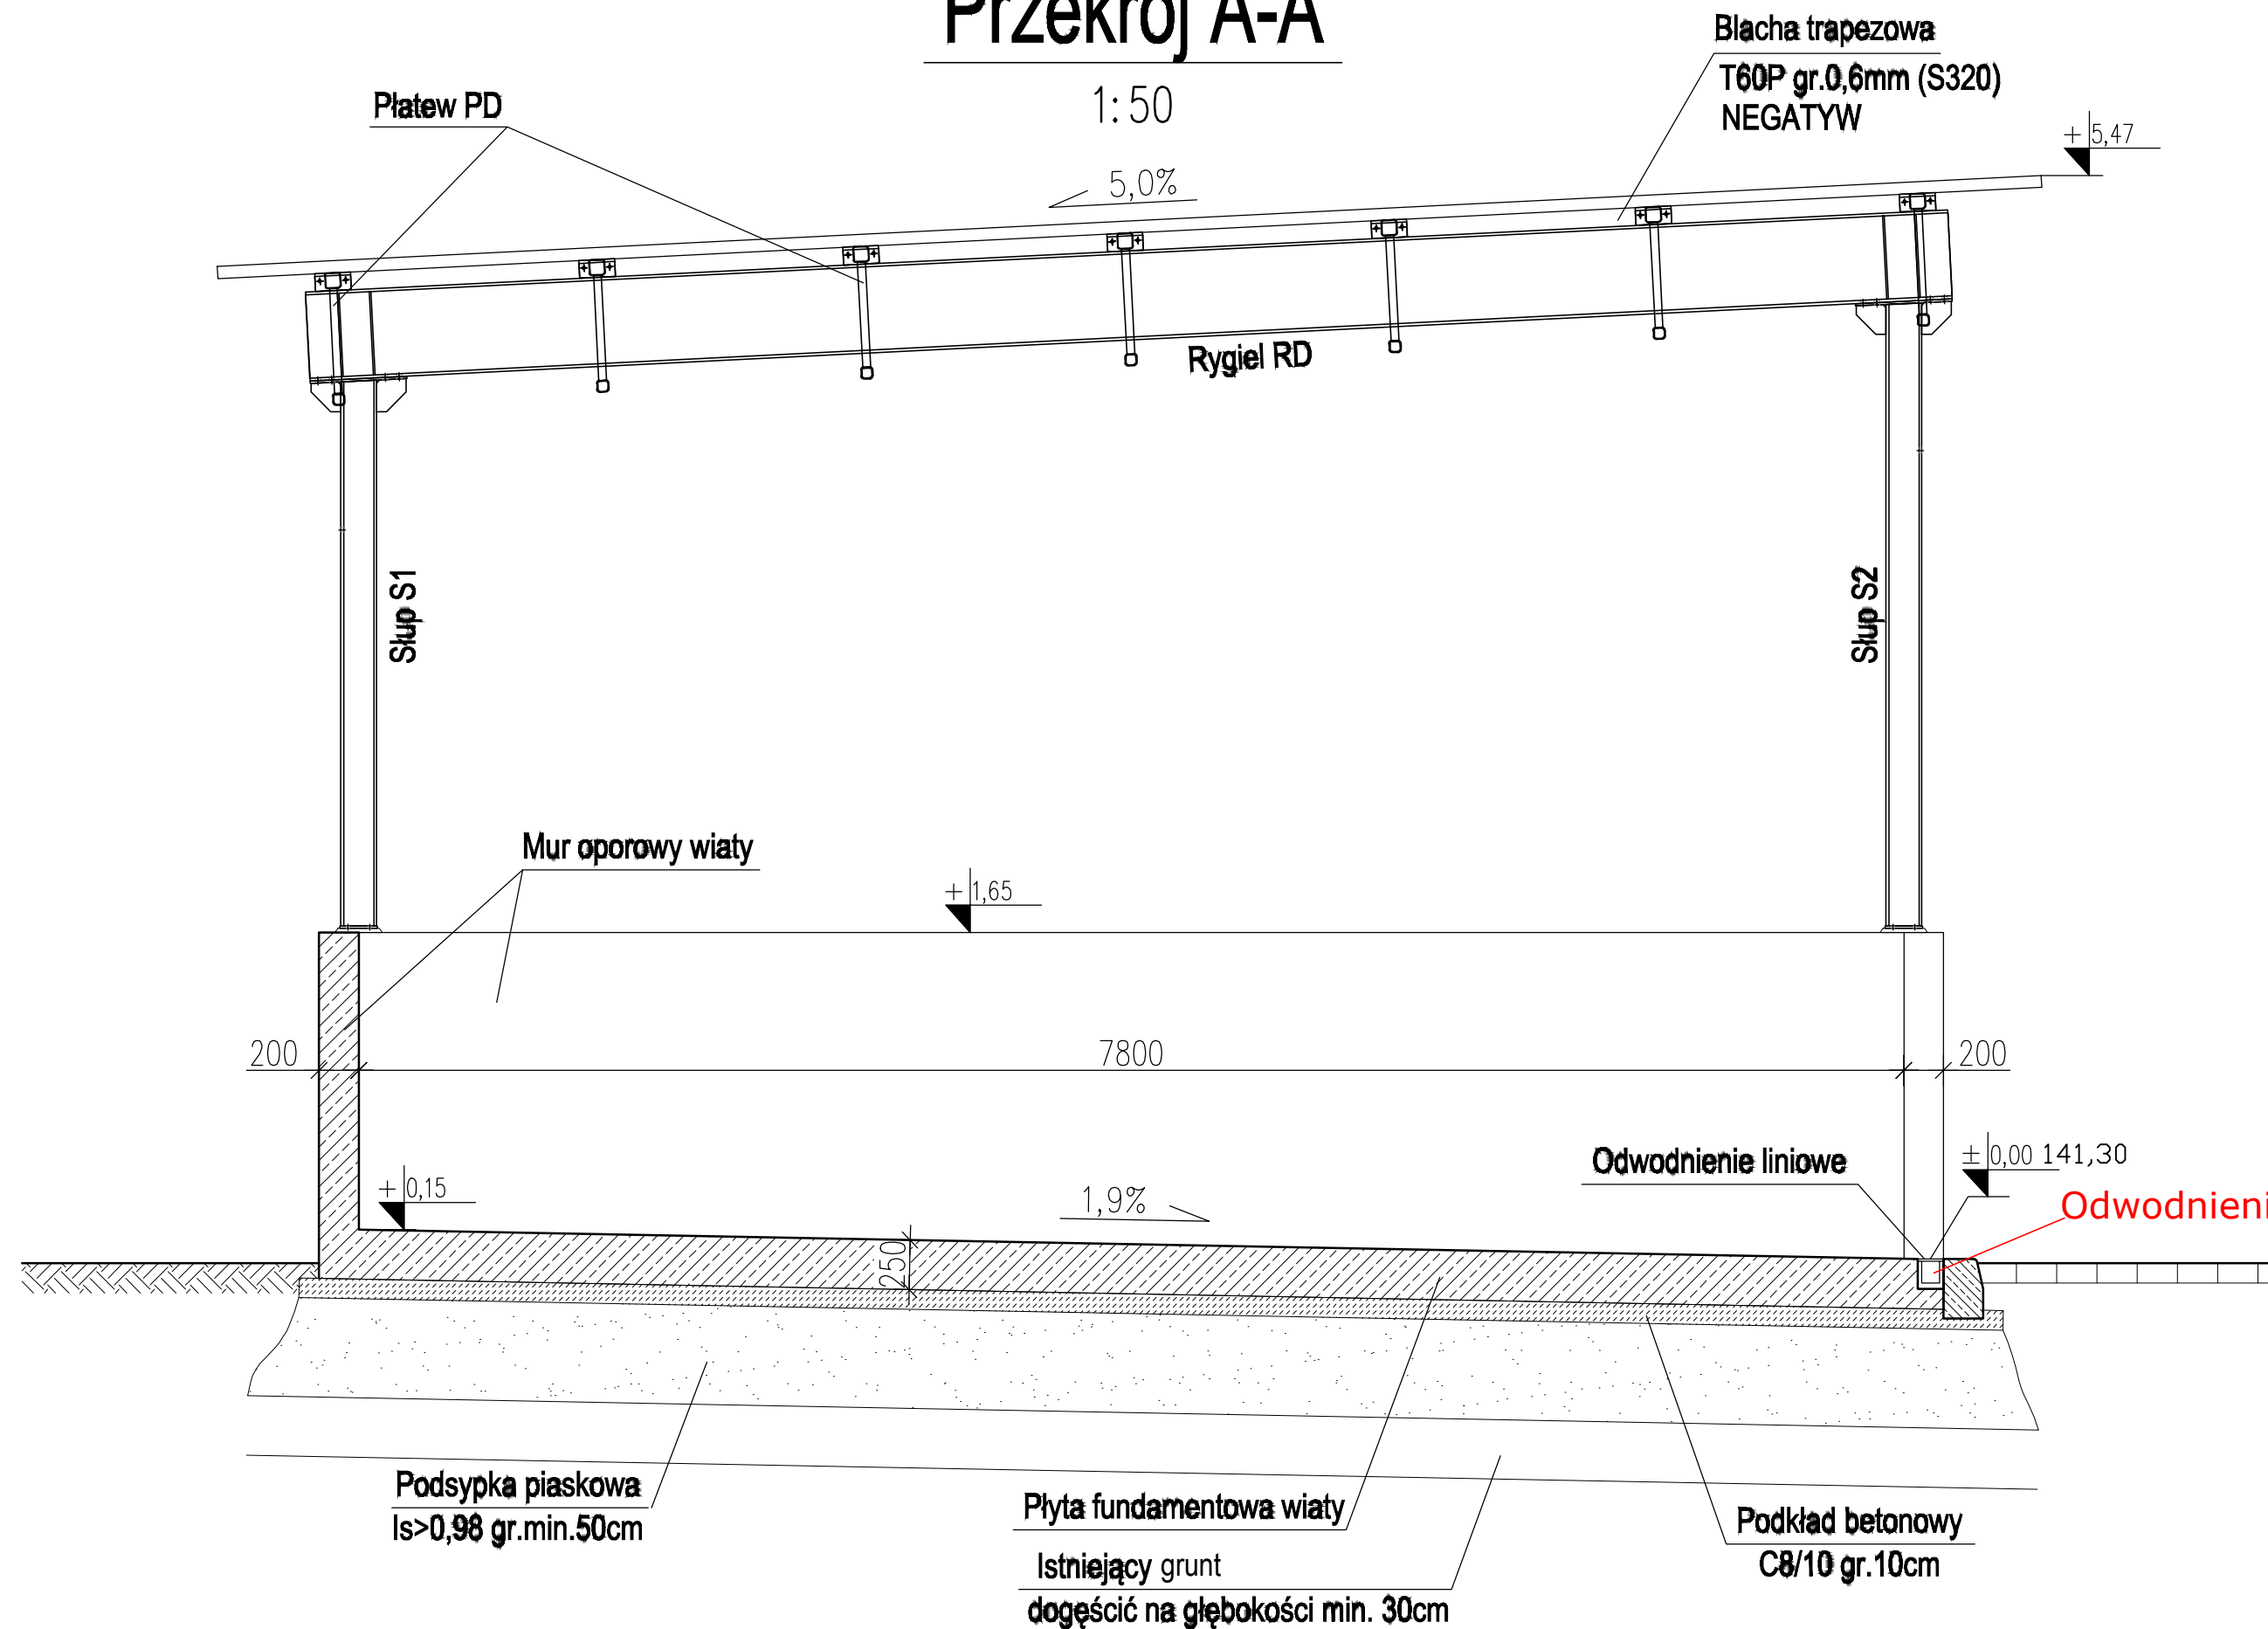 Przekrój A-A
1:50
Blacha trapezowa
T60P gr.0,6mm (S320)
NEGATYW
Płatew PD
+5,47
5,0%
Rygiel RD
Słup S1
Słup S2
Mur oporowy wiaty
+1,65
200
7800
200
Odwodnienie liniowe
±0,00 141,30
+0,15
1,9%
Odwodnieni
250
Podsypka piaskowa
Is>0,98 gr.min.50cm
Płyta fundamentowa wiaty
Podkład betonowy
C8/10 gr.10cm
Istniejący grunt
dogęścić na głębokości min. 30cm